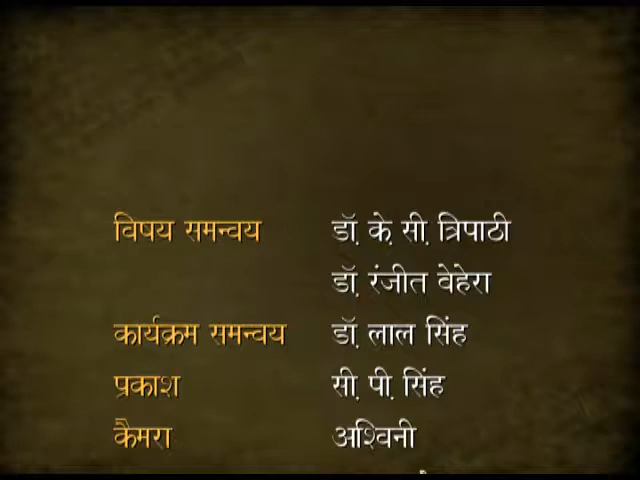 विषय समन्वय डॉ. के. सी. त्रिपाठी
डॉ. रंजीत वेहेरा
कार्यक्रम समन्वय डॉ. लाल सिंह
प्रकाश सी. पी. सिंह
कैमरा अश्विनी